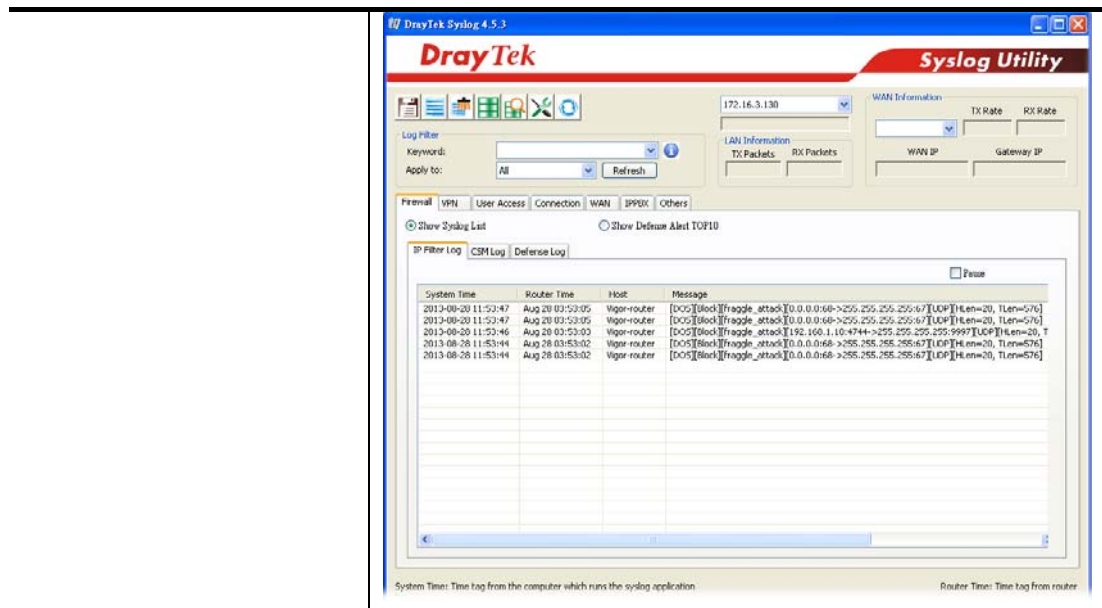 DrayTek Syslog 4.5.3
DrayTek
Syslog Utility
172.16.3.130
WAN Information
TX Rate RX Rate
Log Filter
Keyword:
LAN Information
TX Packets RX Packets
WAN IP Gateway IP
Apply to: All Refresh
Firewall VPN User Access Connection WAN IPPBX Others
Show Syslog List Show Defense Alert TOP10
IP Filter Log CSM Log Defense Log
Pause
System Time Router Time Host Message
2013-08-28 11:53:47 Aug 28 03:53:05 Vigor-router [DOS][Block][fraggle_attack][0.0.0.0:68->255.255.255.255:67][UDP][HLen=20, TLen=576]
2013-08-28 11:53:47 Aug 28 03:53:05 Vigor-router [DOS][Block][fraggle_attack][0.0.0.0:68->255.255.255.255:67][UDP][HLen=20, TLen=576]
2013-08-28 11:53:46 Aug 28 03:53:03 Vigor-router [DOS][Block][fraggle_attack][192.168.1.10:4744->255.255.255.255:9997][UDP][HLen=20, T
2013-08-28 11:53:44 Aug 28 03:53:02 Vigor-router [DOS][Block][fraggle_attack][0.0.0.0:68->255.255.255.255:67][UDP][HLen=20, TLen=576]
2013-08-28 11:53:44 Aug 28 03:53:02 Vigor-router [DOS][Block][fraggle_attack][0.0.0.0:68->255.255.255.255:67][UDP][HLen=20, TLen=576]
System Time: Time tag from the computer which runs the syslog application Router Time: Time tag from router